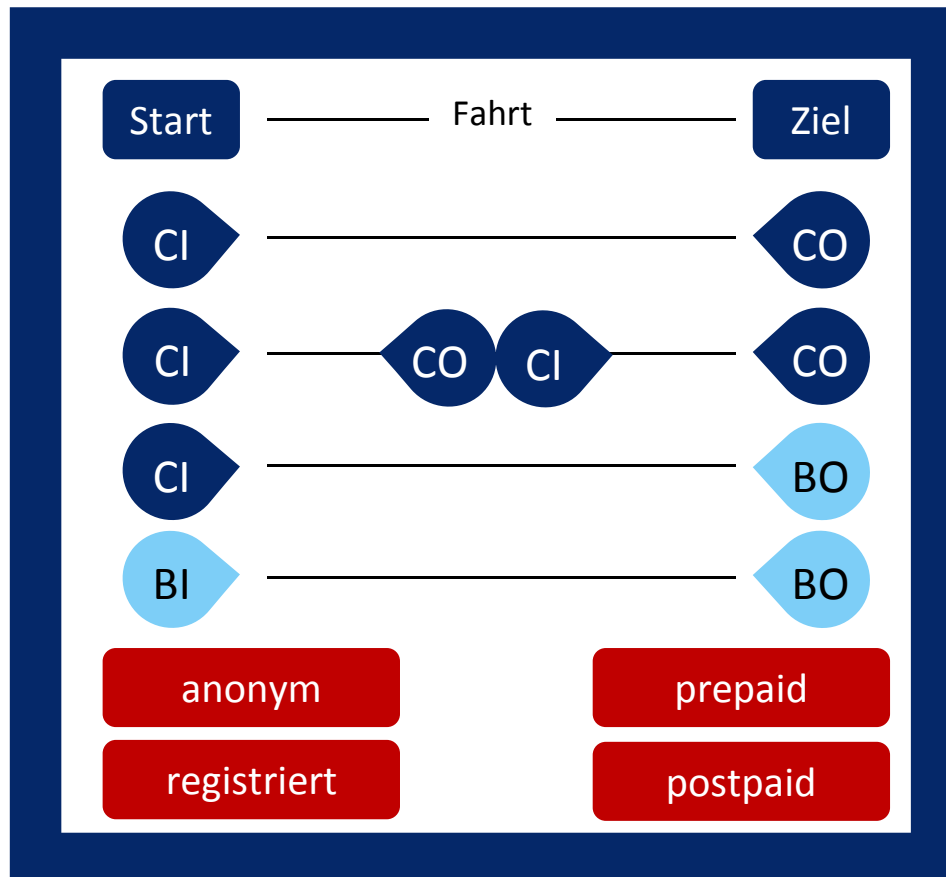 Start Fahrt Ziel
CI CO
CI CO CI CO
CI BO
BI BO
anonym prepaid
registriert postpaid